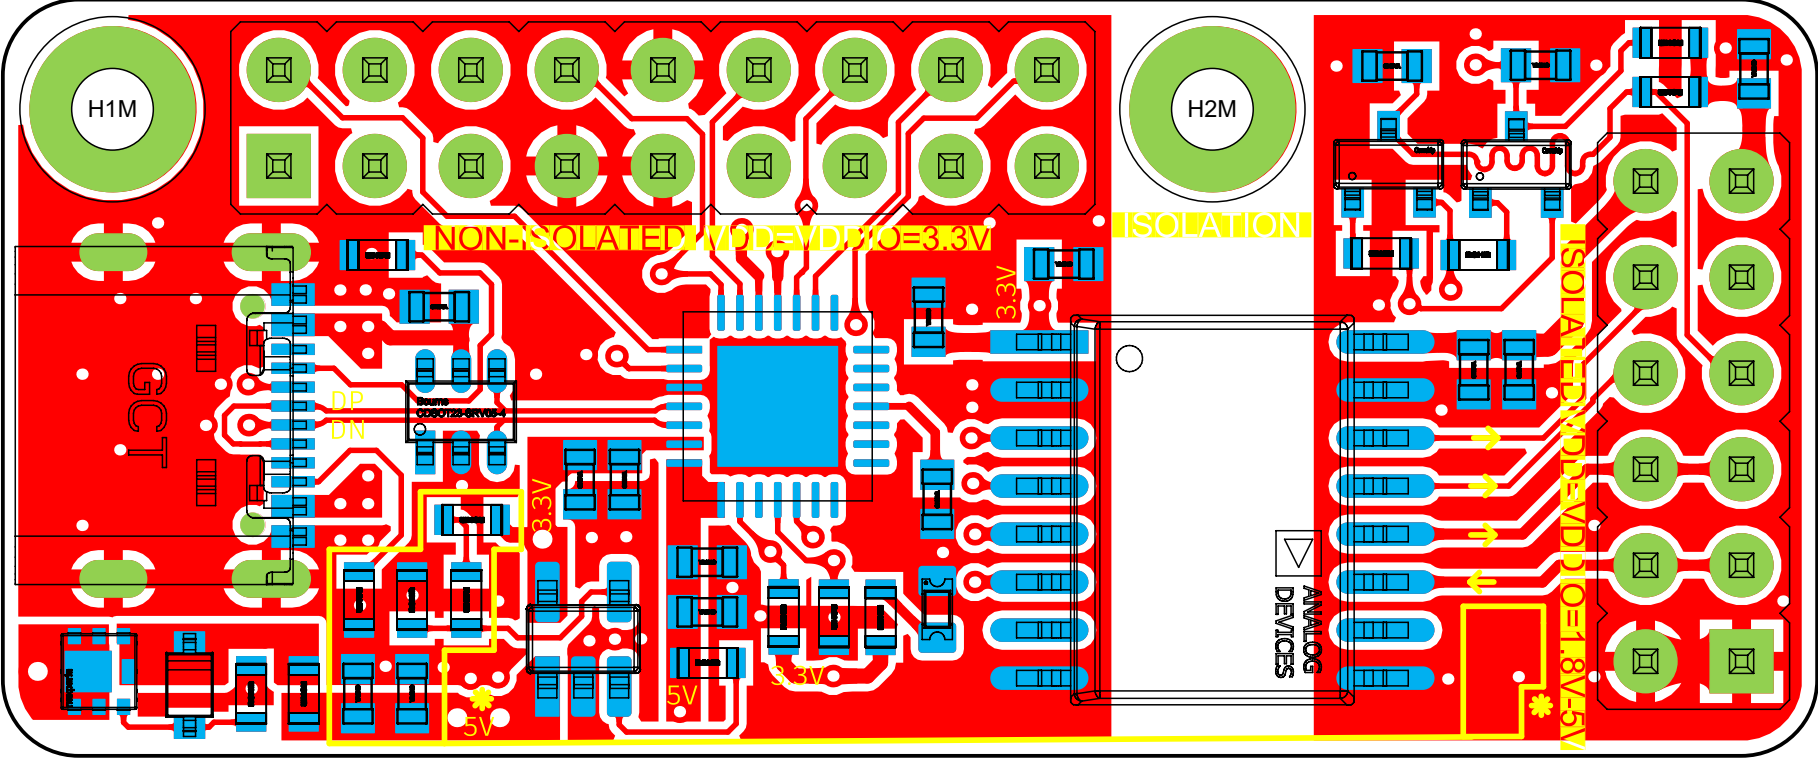 H1M
H2M
NON-ISOLATED VDD=VDDIO=3.3V
ISOLATION
3.3V
ISOLATED VDD=VDDIO=1.8V-5V
GCT
DP
DN
Bourns
CDSOT23-SRV05-4
3.3V
ANALOG
DEVICES
3.3V
5V
5V